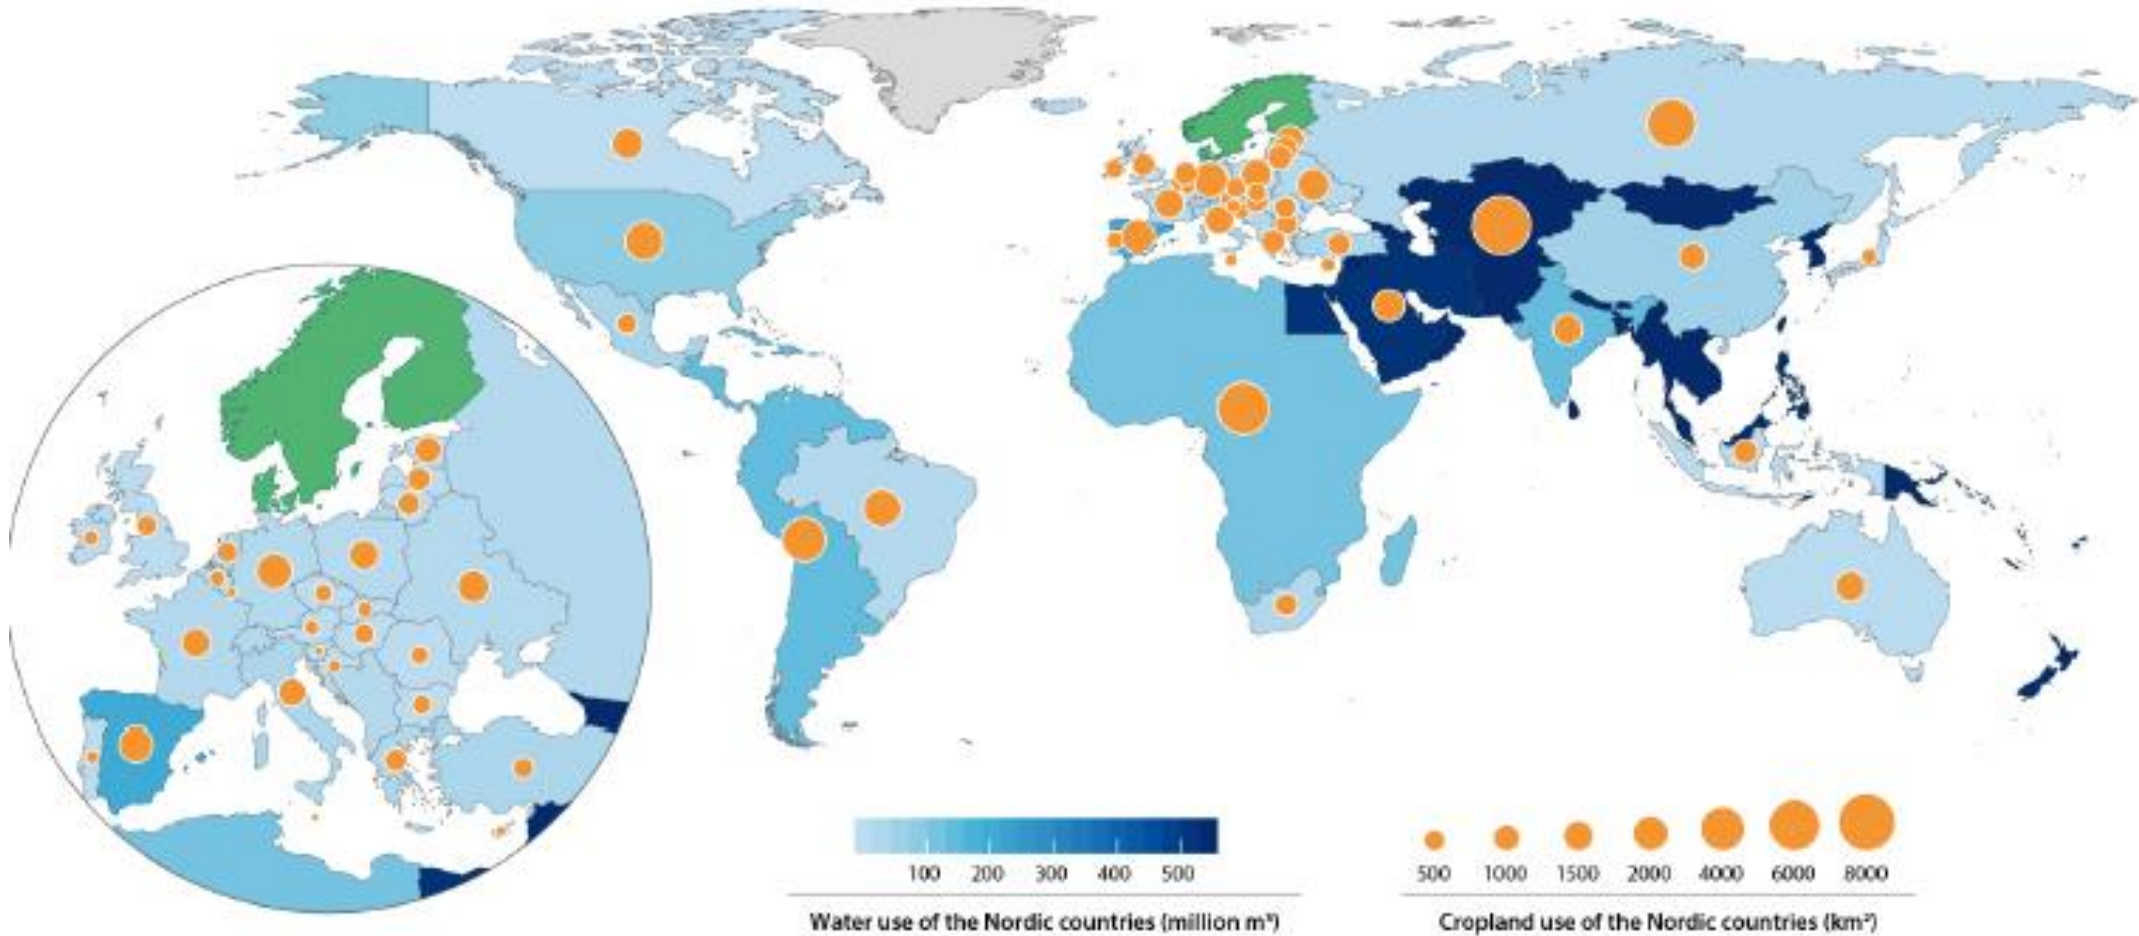 100 200 300 400 500
Water use of the Nordic countries (million m³)
500 1000 1500 2000 4000 6000 8000
Cropland use of the Nordic countries (km²)